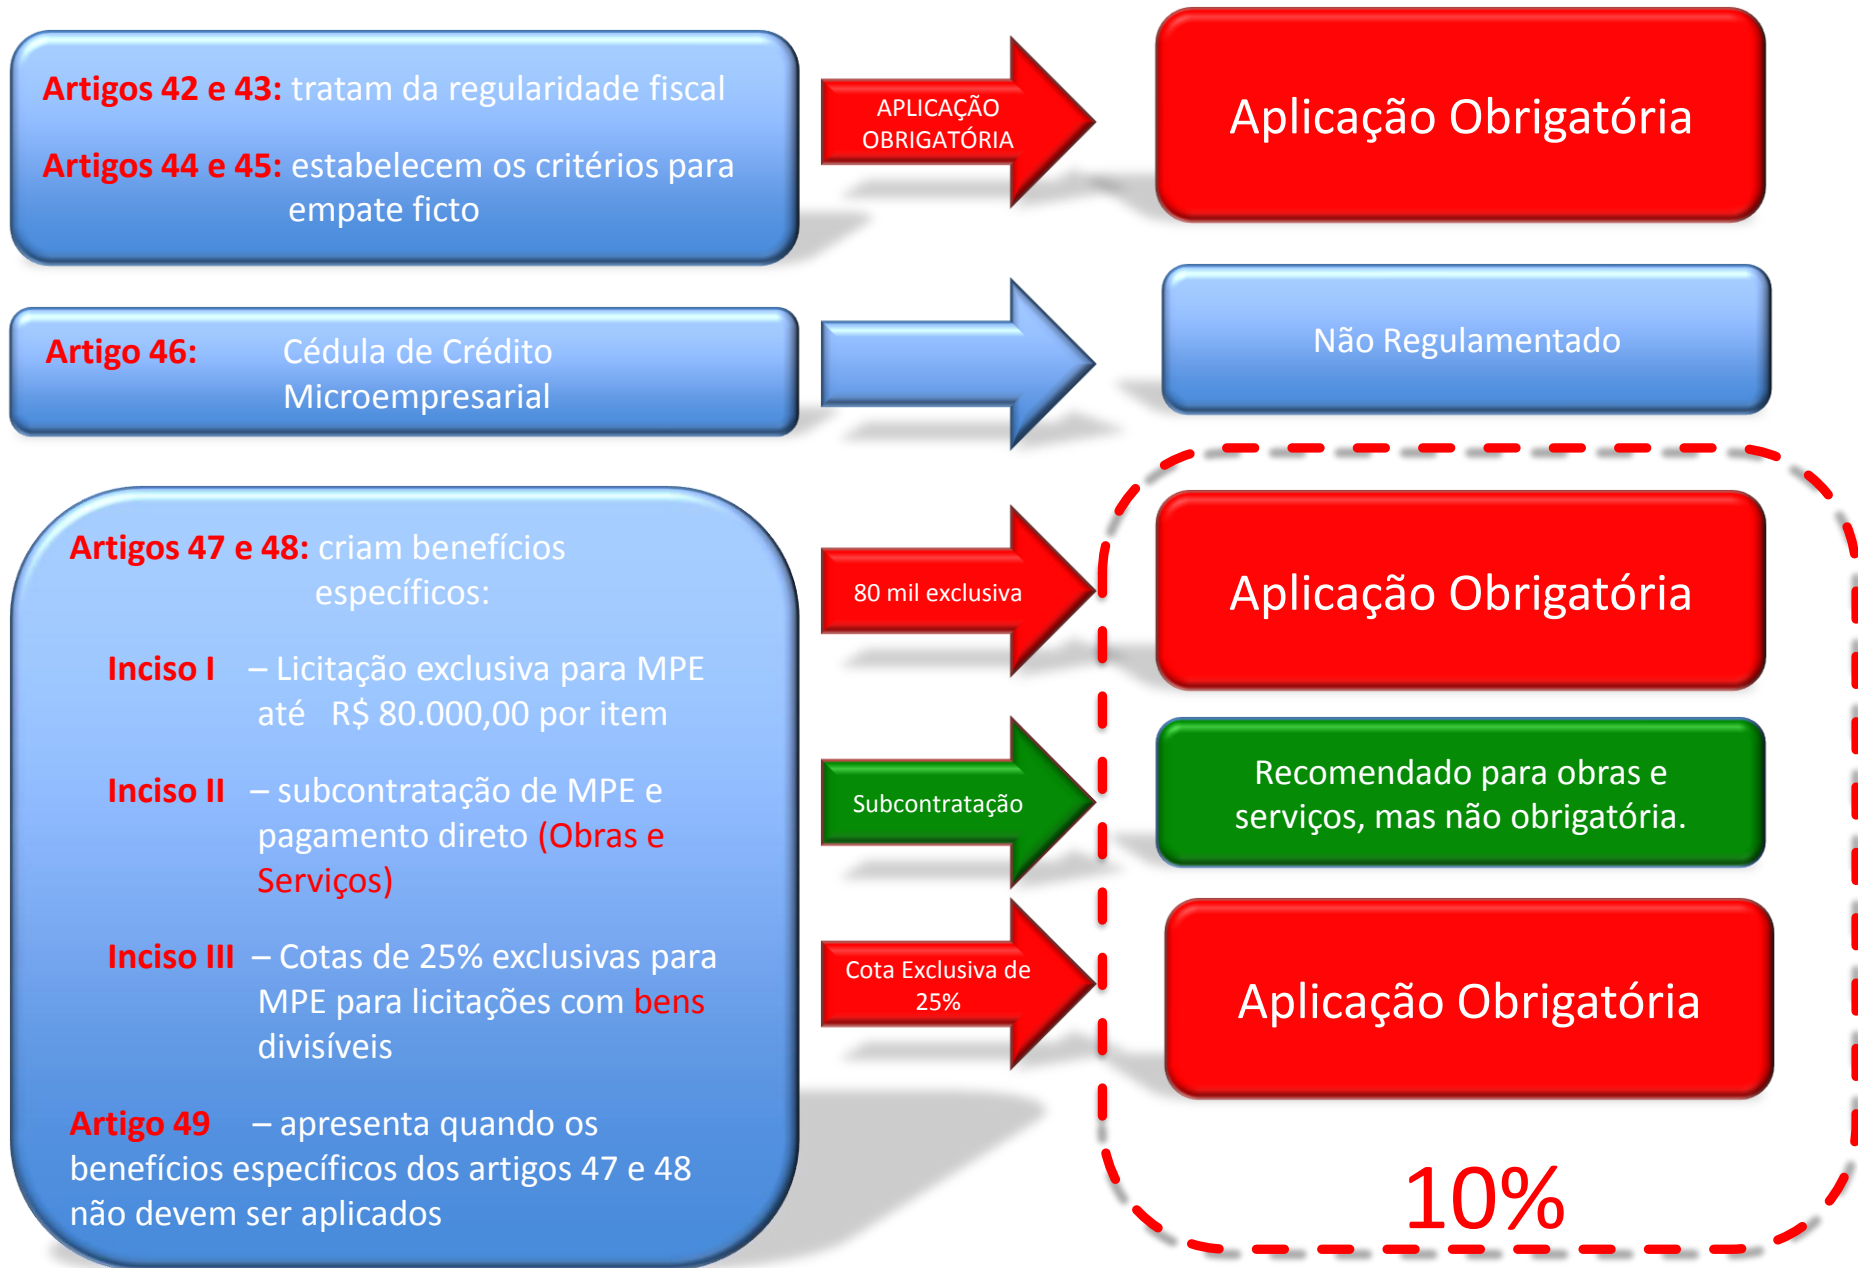 Artigos 42 e 43: tratam da regularidade fiscal
Artigos 44 e 45: estabelecem os critérios para
empate ficto
APLICAÇÃO
OBRIGATÓRIA
Aplicação Obrigatória
Artigo 46: Cédula de Crédito
Microempresarial
Não Regulamentado
Artigos 47 e 48: criam benefícios
específicos:
Inciso I – Licitação exclusiva para MPE
até R$ 80.000,00 por item
Inciso II – subcontratação de MPE e
pagamento direto (Obras e
Serviços)
Inciso III – Cotas de 25% exclusivas para
MPE para licitações com bens
divisíveis
Artigo 49 – apresenta quando os
benefícios específicos dos artigos 47 e 48
não devem ser aplicados
80 mil exclusiva
Aplicação Obrigatória
Subcontratação
Recomendado para obras e
serviços, mas não obrigatória.
Cota Exclusiva de
25%
Aplicação Obrigatória
10%